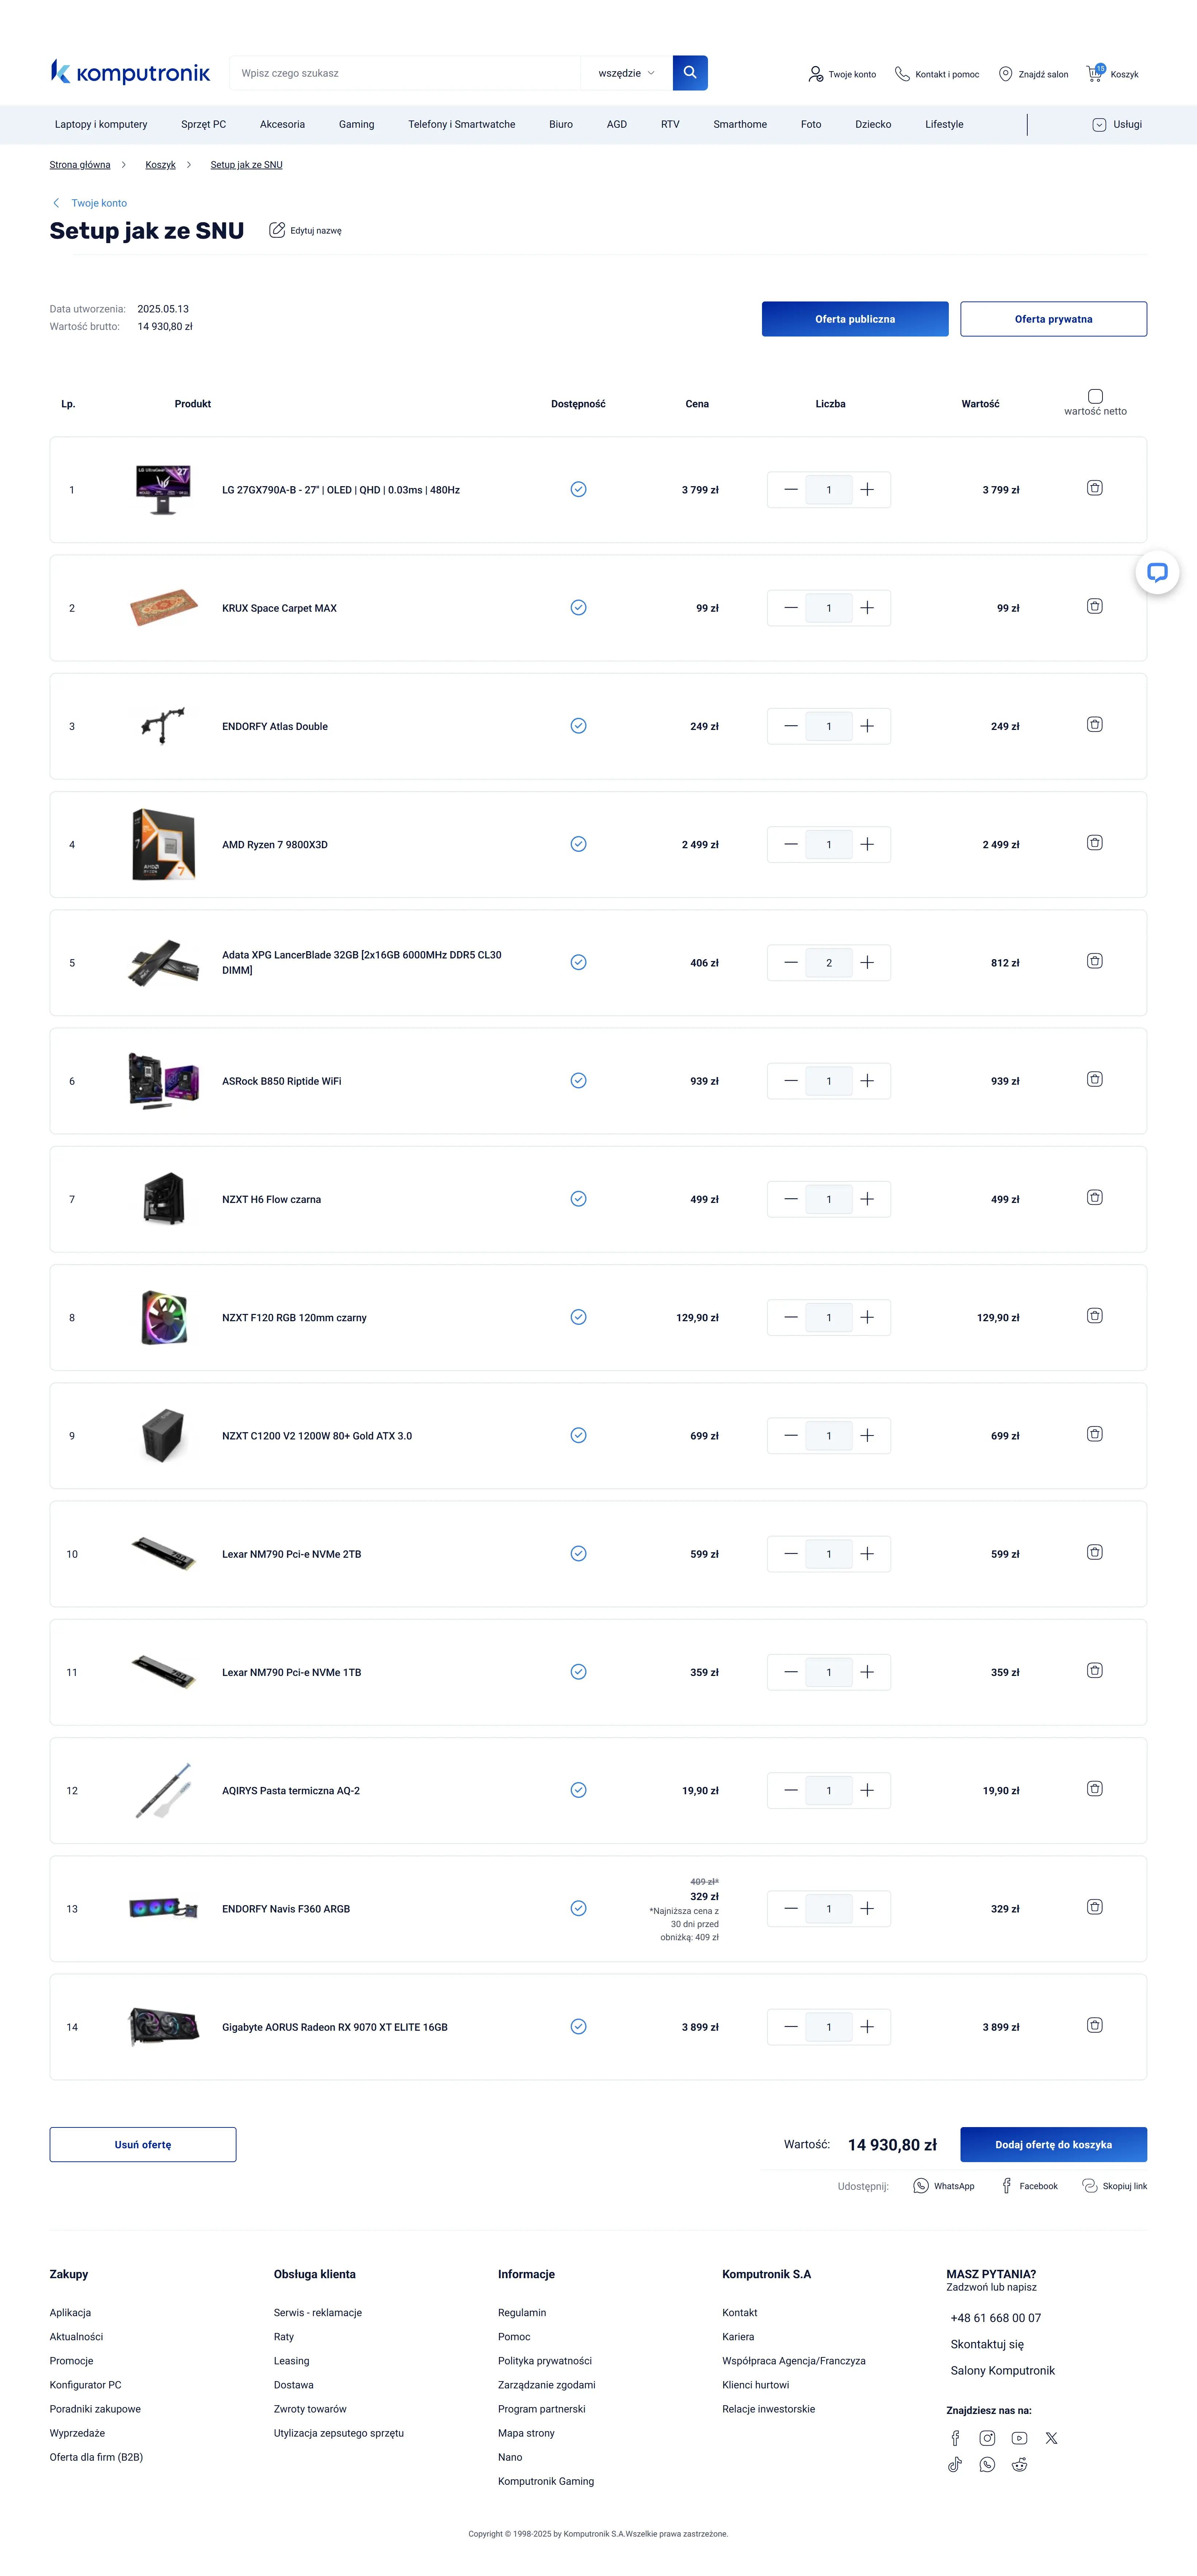 komputronik
Wpisz czego szukasz
wszędzie
Twoje konto
Kontakt i pomoc
Znajdź salon
15
Koszyk
Laptopy i komputery
Sprzęt PC
Akcesoria
Gaming
Telefony i Smartwatche
Biuro
AGD
RTV
Smarthome
Foto
Dziecko
Lifestyle
Usługi
Strona główna
Koszyk
Setup jak ze SNU
Twoje konto
Setup jak ze SNU
Edytuj nazwę
Data utworzenia: 2025.05.13
Wartość brutto: 14 930,80 zł
Oferta publiczna
Oferta prywatna
Lp. Produkt Dostępność Cena Liczba Wartość
wartość netto
1 LG 27GX790A-B - 27" | OLED | QHD | 0.03ms | 480Hz 3 799 zł 1 3 799 zł
2 KRUX Space Carpet MAX 99 zł 1 99 zł
3 ENDORFY Atlas Double 249 zł 1 249 zł
4 AMD Ryzen 7 9800X3D 2 499 zł 1 2 499 zł
5 Adata XPG LancerBlade 32GB [2x16GB 6000MHz DDR5 CL30
DIMM]
406 zł 2 812 zł
6 ASRock B850 Riptide WiFi 939 zł 1 939 zł
7 NZXT H6 Flow czarna 499 zł 1 499 zł
8 NZXT F120 RGB 120mm czarny 129,90 zł 1 129,90 zł
9 NZXT C1200 V2 1200W 80+ Gold ATX 3.0 699 zł 1 699 zł
10 Lexar NM790 Pci-e NVMe 2TB 599 zł 1 599 zł
11 Lexar NM790 Pci-e NVMe 1TB 359 zł 1 359 zł
12 AQIRYS Pasta termiczna AQ-2 19,90 zł 1 19,90 zł
13 ENDORFY Navis F360 ARGB
409 zł*
329 zł
*Najniższa cena z
30 dni przed
obniżką: 409 zł
1 329 zł
14 Gigabyte AORUS Radeon RX 9070 XT ELITE 16GB 3 899 zł 1 3 899 zł
Usuń ofertę
Wartość: 14 930,80 zł
Dodaj ofertę do koszyka
Udostępnij: WhatsApp Facebook Skopiuj link
Zakupy
Aplikacja
Aktualności
Promocje
Konfigurator PC
Poradniki zakupowe
Wyprzedaże
Oferta dla firm (B2B)
Obsługa klienta
Serwis - reklamacje
Raty
Leasing
Dostawa
Zwroty towarów
Utylizacja zepsutego sprzętu
Informacje
Regulamin
Pomoc
Polityka prywatności
Zarządzanie zgodami
Program partnerski
Mapa strony
Nano
Komputronik Gaming
Komputronik S.A
Kontakt
Kariera
Współpraca Agencja/Franczyza
Klienci hurtowi
Relacje inwestorskie
MASZ PYTANIA?
Zadzwoń lub napisz
+48 61 668 00 07
Skontaktuj się
Salony Komputronik
Znajdziesz nas na:
Copyright © 1998-2025 by Komputronik S.A.Wszelkie prawa zastrzeżone.